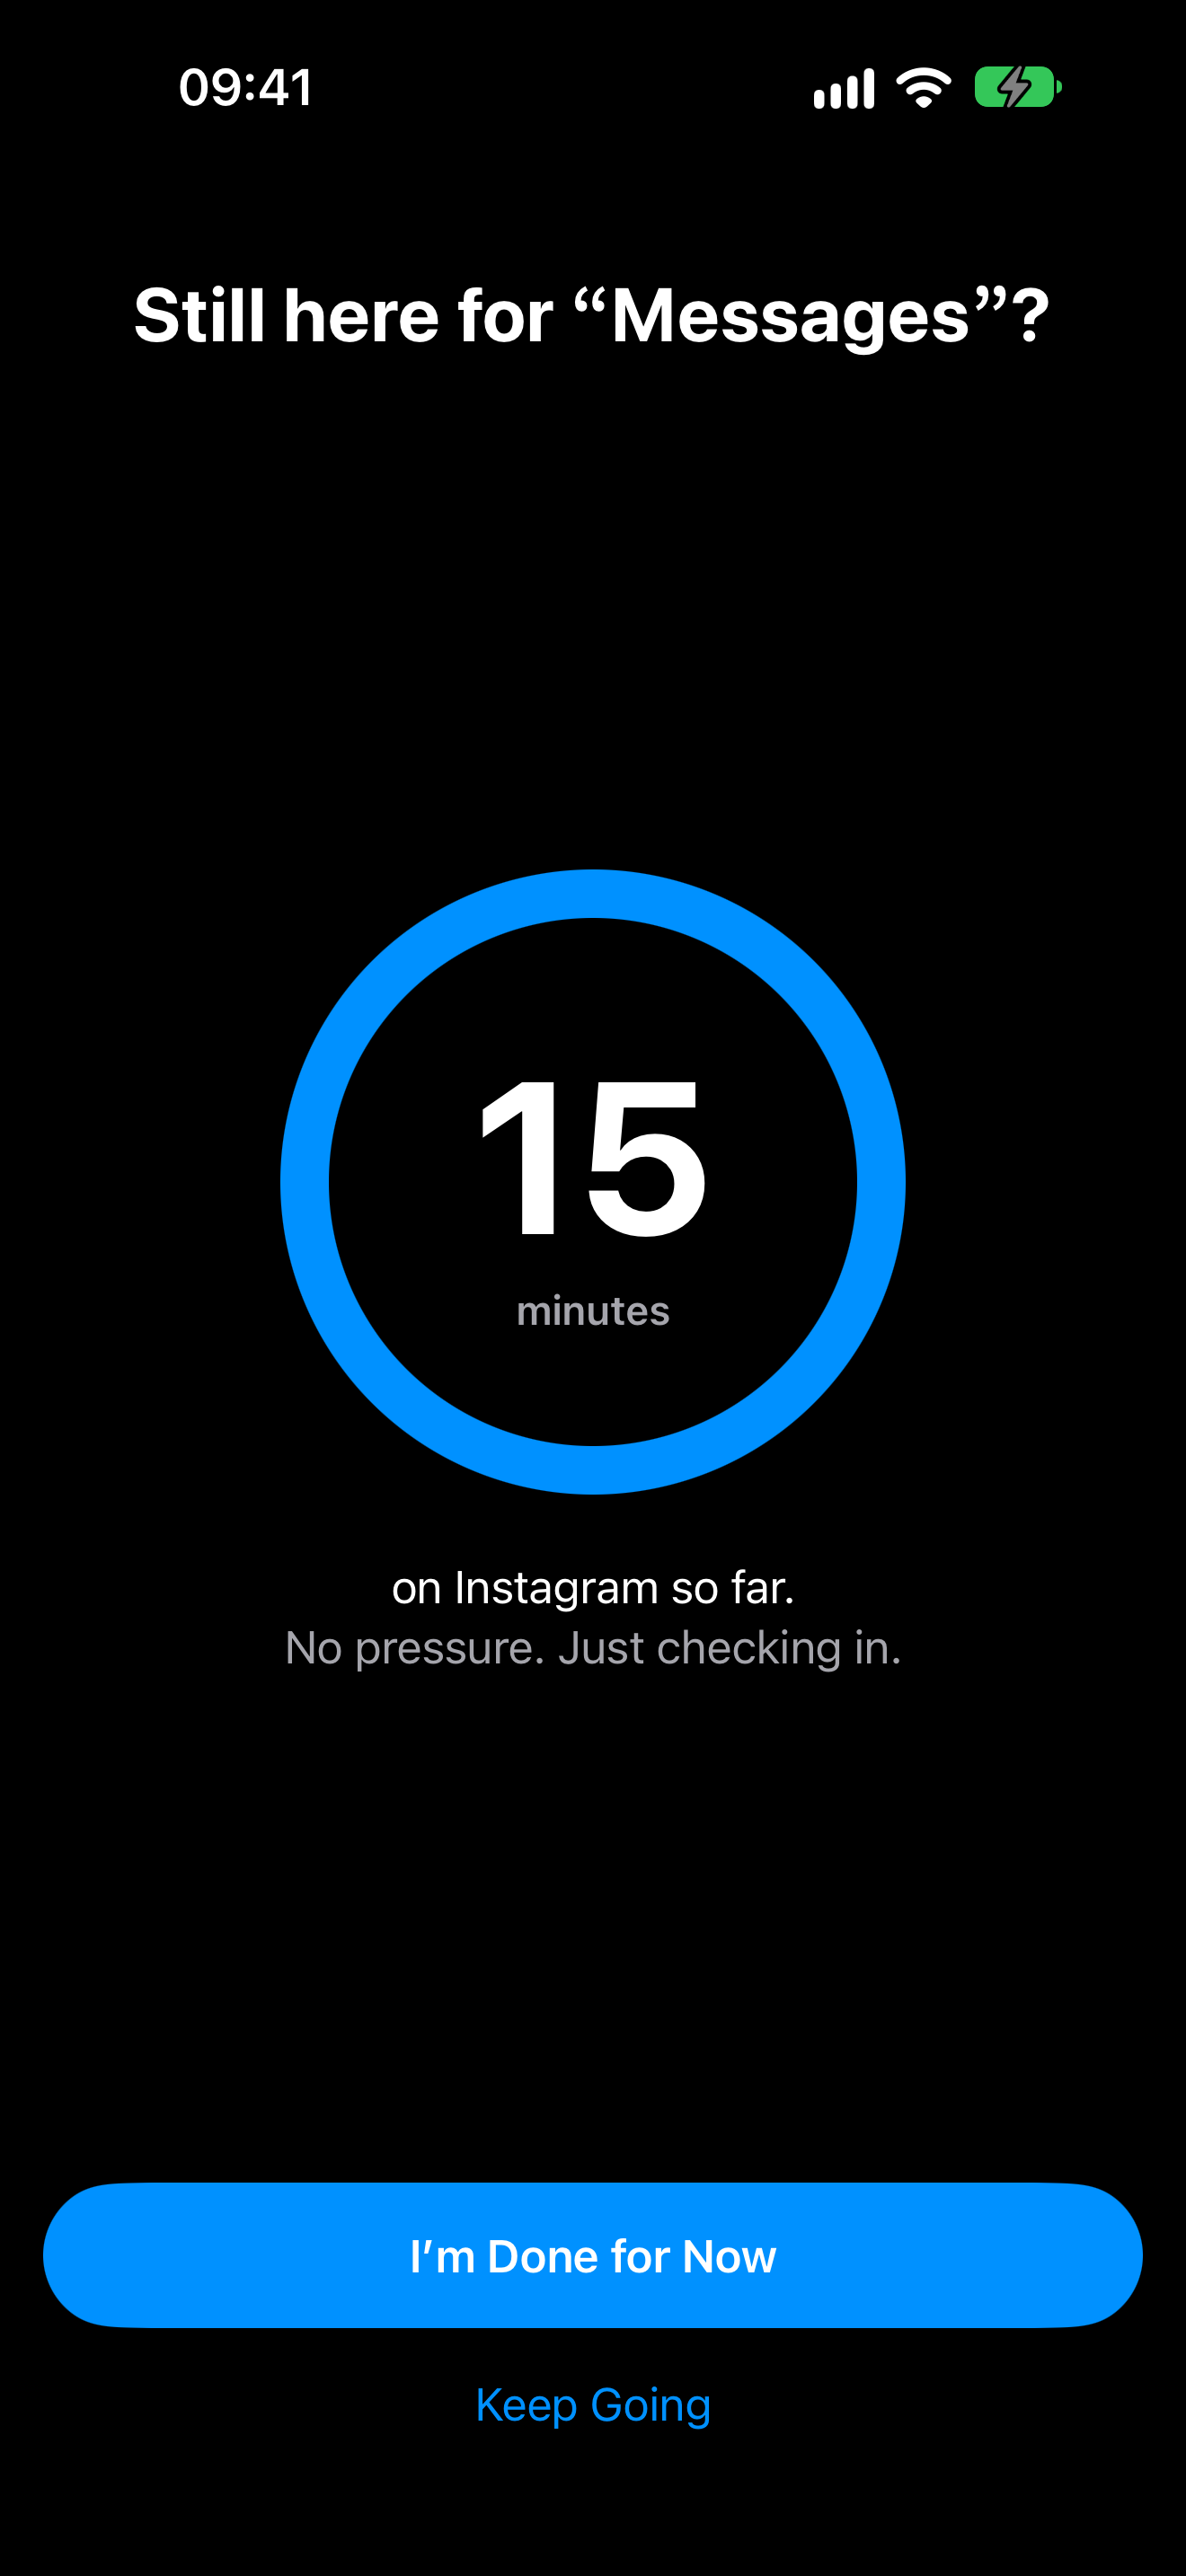 09:41
Still here for “Messages”?
15
minutes
on Instagram so far.
No pressure. Just checking in.
I’m Done for Now
Keep Going